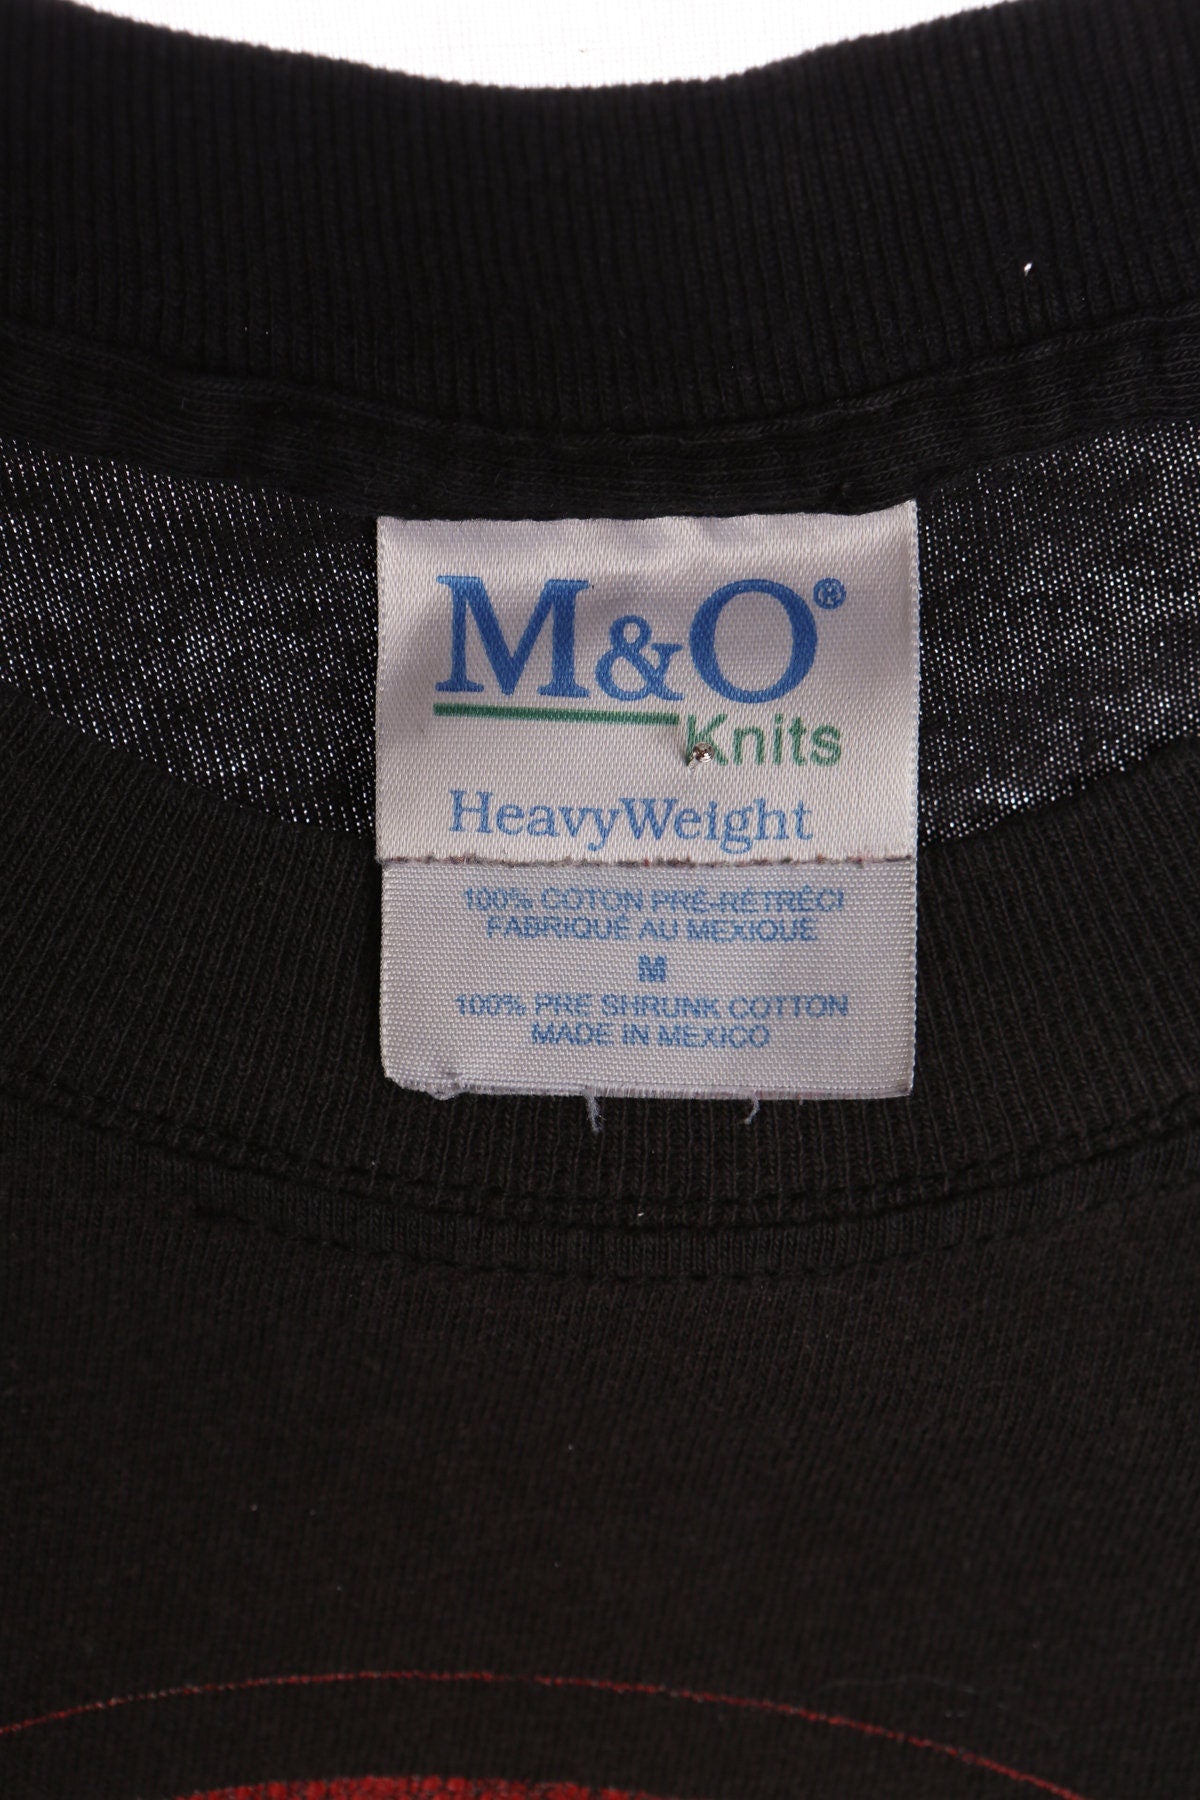 M&O®
Knits
HeavyWeight
100% COTON PRÉ-RÉTRÉCI
FABRIQUÉ AU MEXIQUE
M
100% PRE SHRUNK COTTON
MADE IN MEXICO